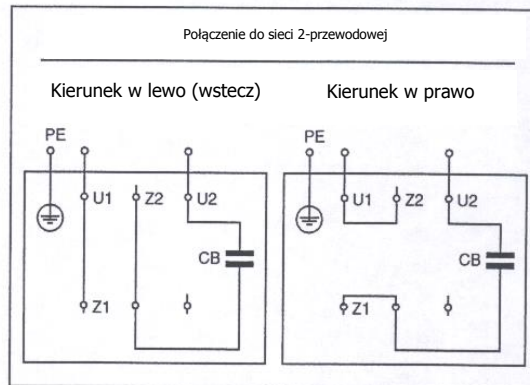 Połączenie do sieci 2-przewodowej
Kierunek w lewo (wstecz)
Kierunek w prawo
PE
U1
Z2
U2
CB
Z1
PE
U1
Z2
U2
CB
Z1